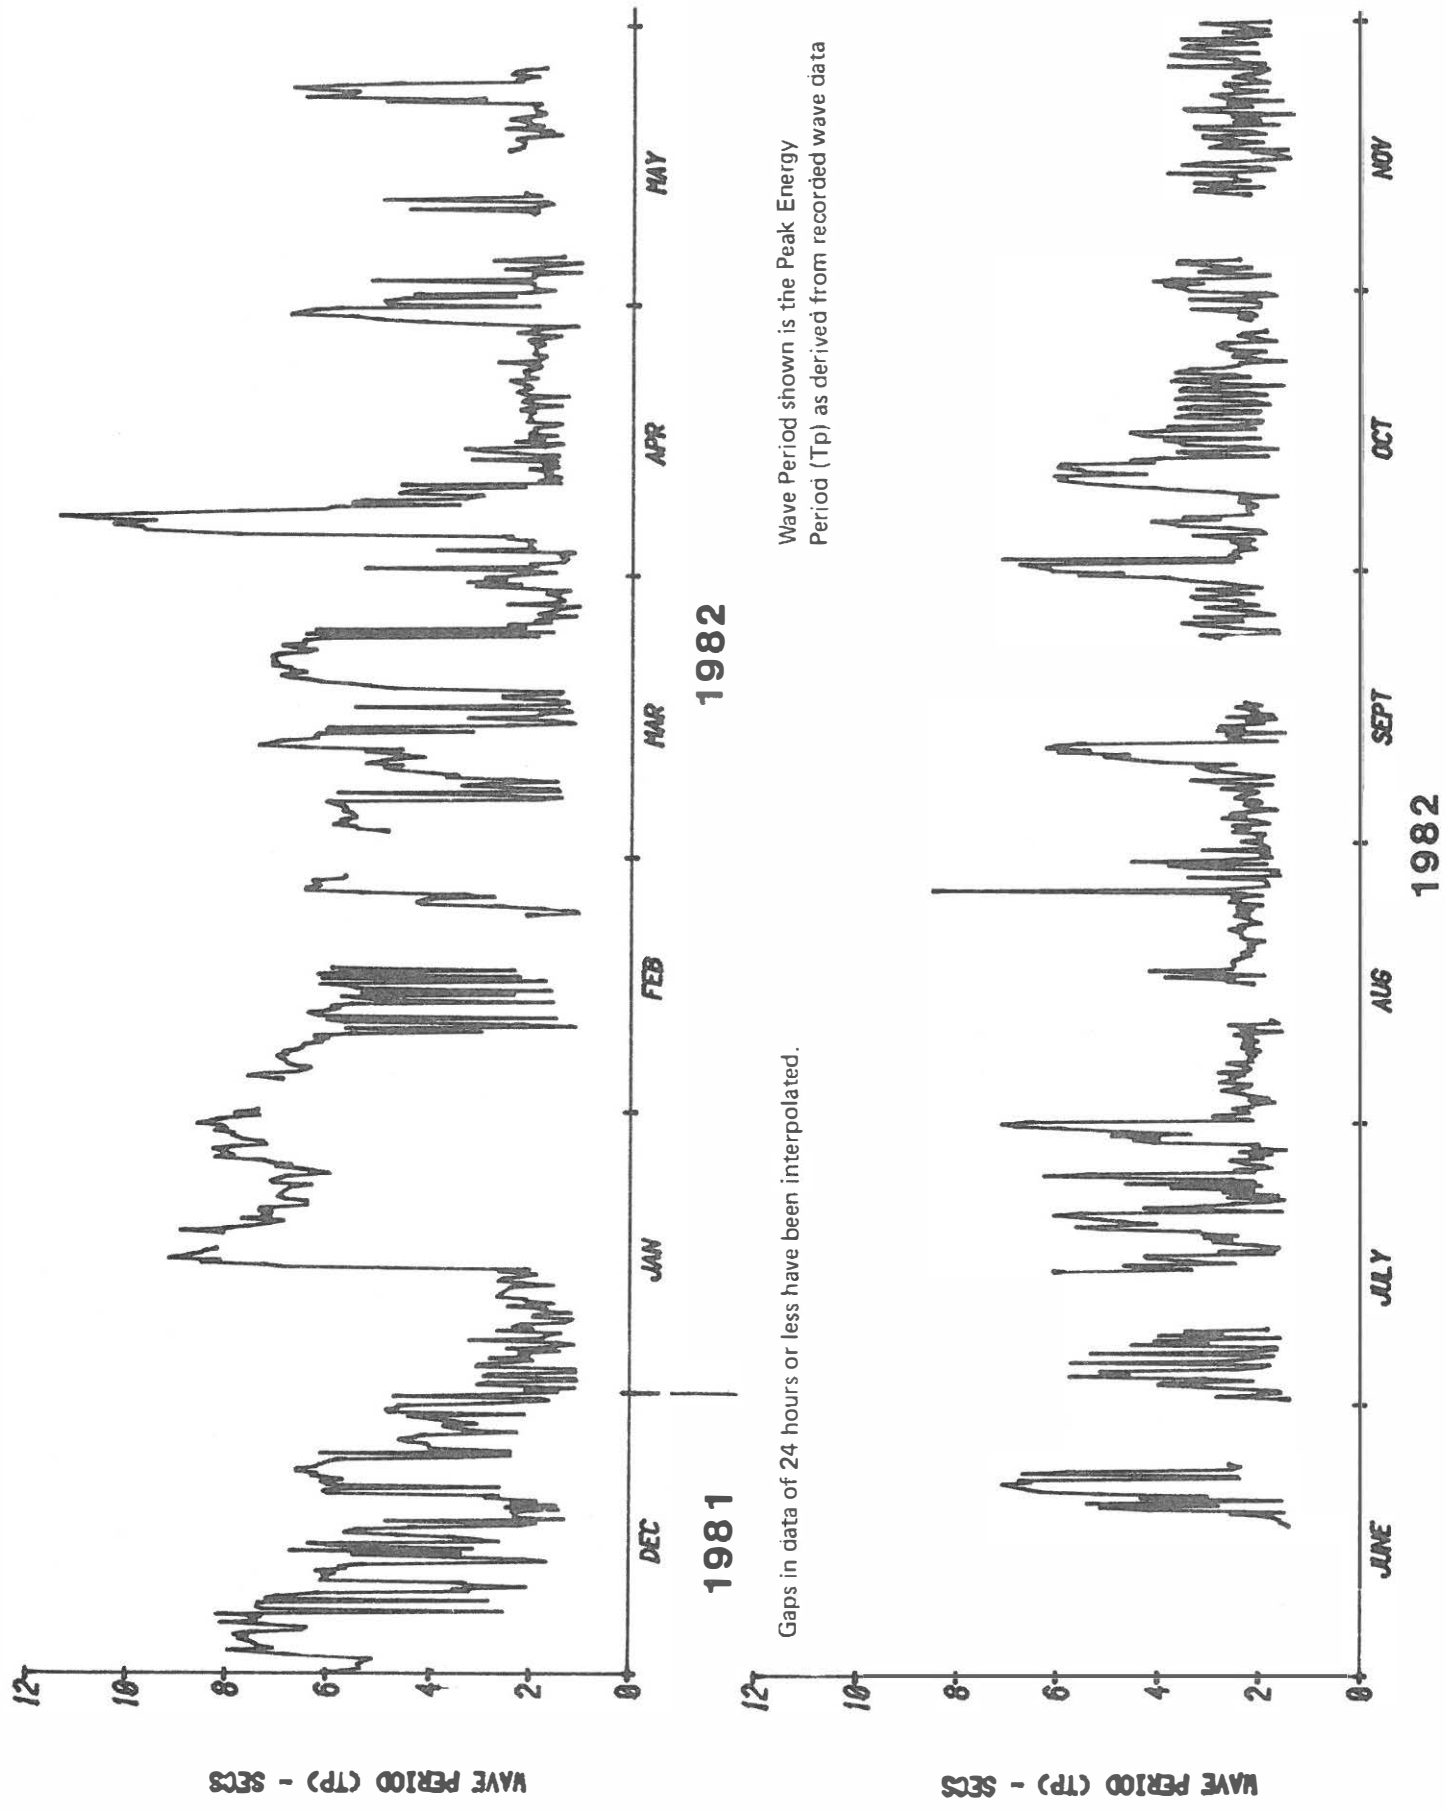 WAVE PERIOD (TP) - SECS
12
10
8
6
4
2
0
DEC
JAN
FEB
MAR
APR
MAY
1981
1982
Gaps in data of 24 hours or less have been interpolated.
Wave Period shown is the Peak Energy
Period (Tp) as derived from recorded wave data
WAVE PERIOD (TP) - SECS
12
10
8
6
4
2
0
JUNE
JULY
AUG
SEPT
OCT
NOV
1982